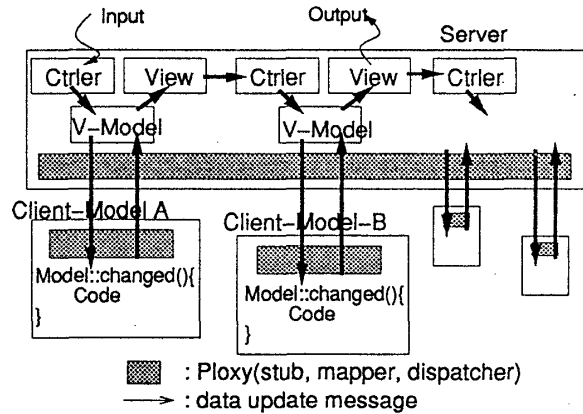 Input
Output
Server
Ctrler
View
Ctrler
View
Ctrler
V-Model
V-Model
Client-Model A
Client-Model-B
Model::changed(){
Code
}
Model::changed(){
Code
}
: Ploxy(stub, mapper, dispatcher)
: data update message